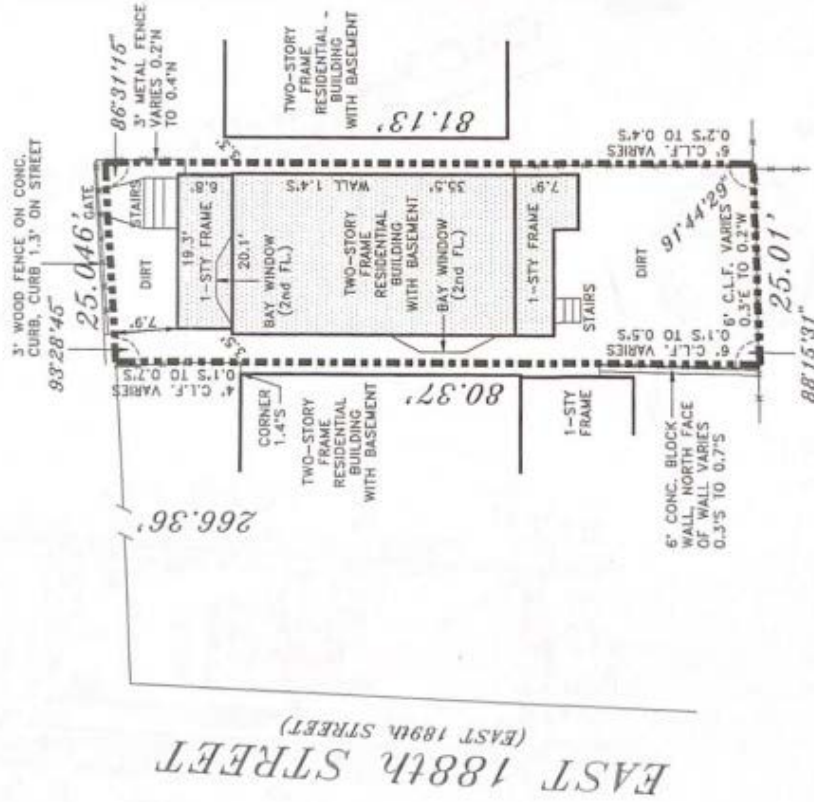 3' WOOD FENCE ON CONC.
CURB, CURB 1.3' ON STREET
93°28'45"
25.046'
GATE
86°31'15"
3' METAL FENCE
VARIES 0.2'N
TO 0.4'N
STAIRS
DIRT
7.9'
3.3'
3.5'
TWO-STORY
FRAME
RESIDENTIAL -
BUILDING
WITH BASEMENT
81.13'
19.3'
6.8'
1-STY FRAME
20.1'
BAY WINDOW
(2nd FL.)
WALL 1.4'S
35.5'
TWO-STORY
FRAME
RESIDENTIAL
BUILDING
WITH BASEMENT
BAY WINDOW
(2nd FL.)
7.9'
1-STY FRAME
STAIRS
4' C.L.F. VARIES
0.1'S TO 0.7'S
CORNER
1.4'S
TWO-STORY
FRAME
RESIDENTIAL
BUILDING
WITH BASEMENT
80.37'
1-STY
FRAME
266.36'
6' C.L.F. VARIES
0.2'S TO 0.4'S
91°44'29"
DIRT
6' C.L.F. VARIES
0.3'E TO 0.2'W
6' C.L.F. VARIES
0.1'S TO 0.5'S
25.01'
88°15'31"
6' CONC. BLOCK
WALL, NORTH FACE
OF WALL VARIES
0.3'S TO 0.7'S
EAST 188th STREET
(EAST 189th STREET)